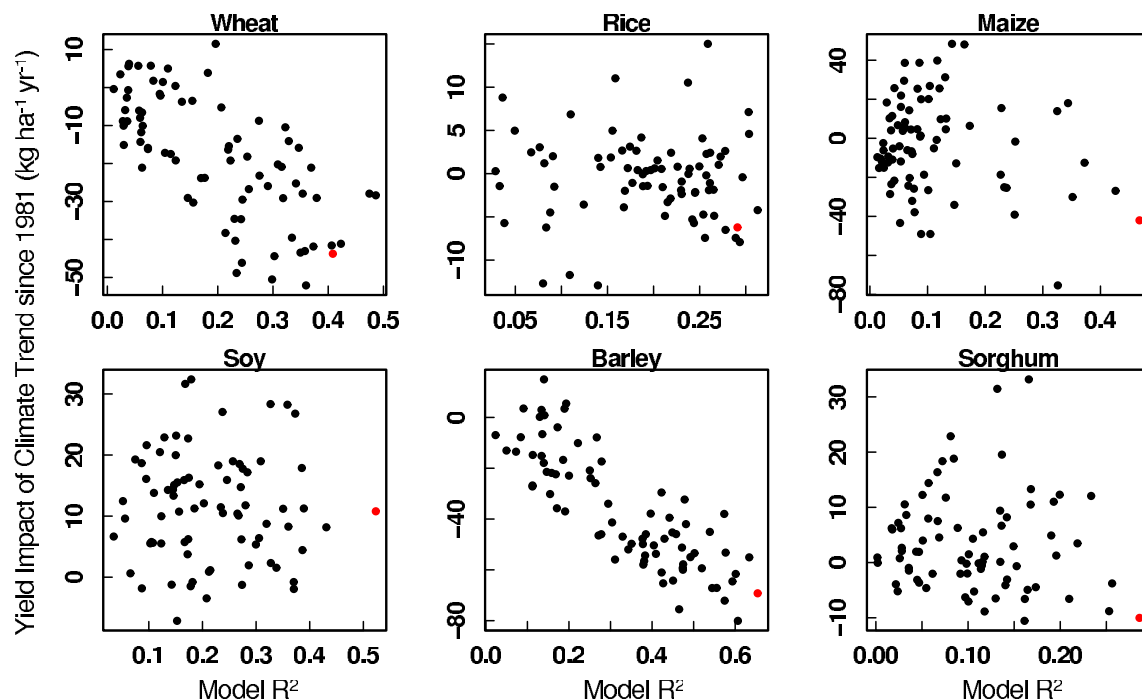 Yield Impact of Climate Trend since 1981 (kg ha⁻¹ yr⁻¹)
Wheat
10
−10
−30
−50
0.0 0.1 0.2 0.3 0.4 0.5
Rice
10
5
0
−10
0.05 0.15 0.25
Maize
40
0
−40
−80
0.0 0.1 0.2 0.3 0.4
Soy
30
20
10
0
0.1 0.2 0.3 0.4 0.5
Model R²
Barley
0
−40
−80
0.0 0.2 0.4 0.6
Model R²
Sorghum
30
20
10
0
−10
0.00 0.10 0.20
Model R²